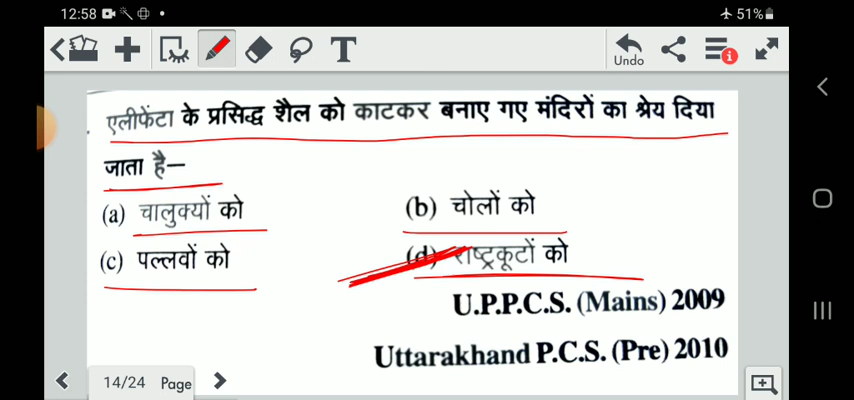 12:58
51%
T
Undo
एलीफेंटा के प्रसिद्ध शैल को काटकर बनाए गए मंदिरों का श्रेय दिया
जाता है–
(a) चालुक्यों को
(b) चोलों को
(c) पल्लवों को
(d) राष्ट्रकूटों को
U.P.P.C.S. (Mains) 2009
Uttarakhand P.C.S. (Pre) 2010
14/24 Page